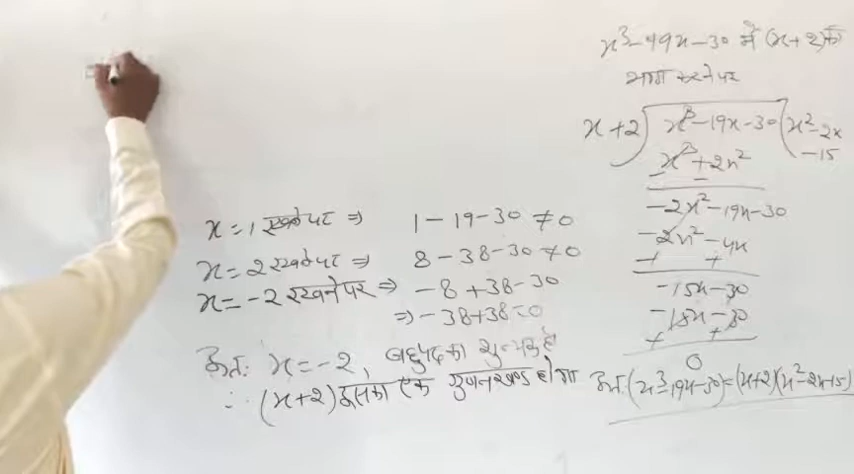 x = 1 रखने पर ⇒ 1 - 19 - 30 ≠ 0
x = 2 रखने पर ⇒ 8 - 38 - 30 ≠ 0
x = -2 रखने पर ⇒ -8 + 38 - 30
⇒ -38 + 38 = 0
अतः x = -2, बहुपद का शून्यक है
∴ (x+2) इसका एक गुणनखण्ड होगा
x³ - 19x - 30 में (x+2) का
भाग करने पर
x+2) x³ - 19x - 30 (x² - 2x
- 15
x³ + 2x²
- -
-2x² - 19x - 30
-2x² - 4x
+ +
-15x - 30
-15x - 30
+ +
0
अतः (x³ - 19x - 30) = (x+2)(x² - 2x - 15)